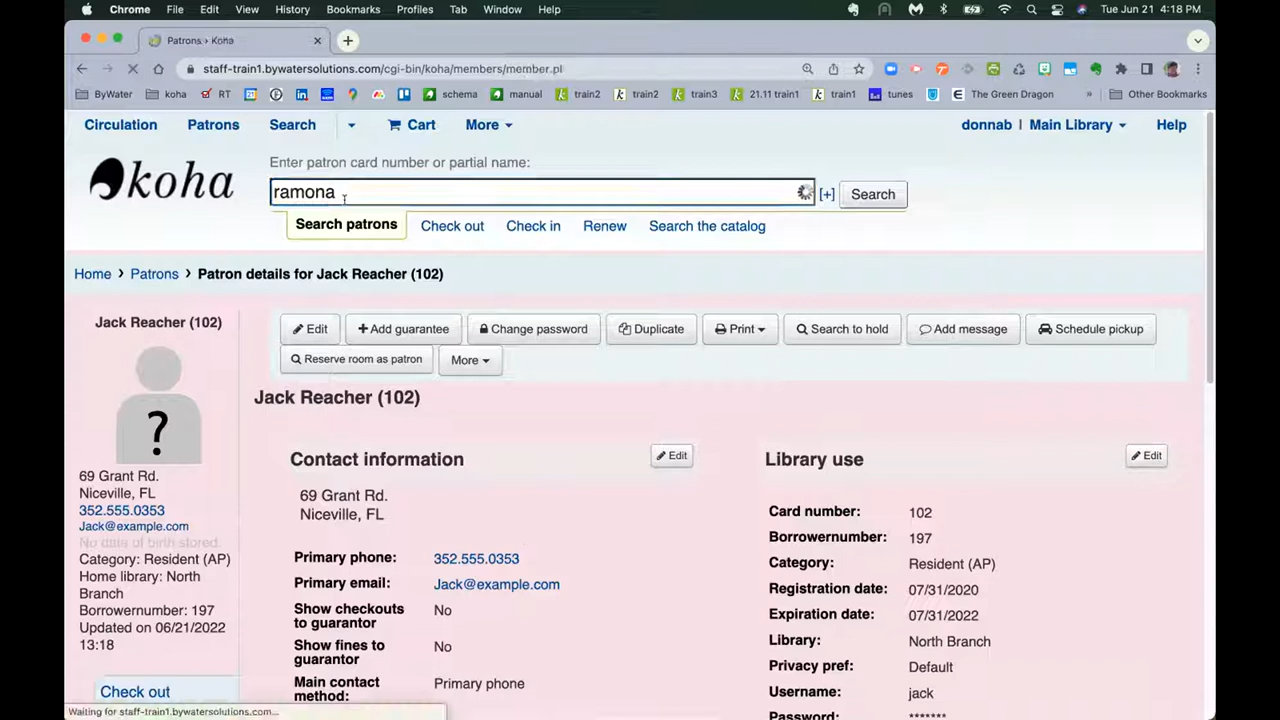 Chrome File Edit View History Bookmarks Profiles Tab Window Help Tue Jun 21 4:18 PM
Patrons › Koha
staff-train1.bywatersolutions.com/cgi-bin/koha/members/member.pl
ByWater koha RT schema manual train2 train2 train3 21.11 train1 train1 tunes The Green Dragon » Other Bookmarks
Circulation Patrons Search Cart More donnab | Main Library Help
koha
Enter patron card number or partial name:
ramona [+] Search
Search patrons Check out Check in Renew Search the catalog
Home › Patrons › Patron details for Jack Reacher (102)
Jack Reacher (102)
?
69 Grant Rd.
Niceville, FL
352.555.0353
Jack@example.com
No date of birth stored.
Category: Resident (AP)
Home library: North
Branch
Borrowernumber: 197
Updated on 06/21/2022
13:18
Check out
Edit +Add guarantee Change password Duplicate Print Search to hold Add message Schedule pickup
Reserve room as patron More
Jack Reacher (102)
Contact information Edit
69 Grant Rd.
Niceville, FL
Primary phone: 352.555.0353
Primary email: Jack@example.com
Show checkouts to guarantor No
Show fines to guarantor No
Main contact method: Primary phone
Library use Edit
Card number: 102
Borrowernumber: 197
Category: Resident (AP)
Registration date: 07/31/2020
Expiration date: 07/31/2022
Library: North Branch
Privacy pref: Default
Username: jack
Password: *******
Waiting for staff-train1.bywatersolutions.com...